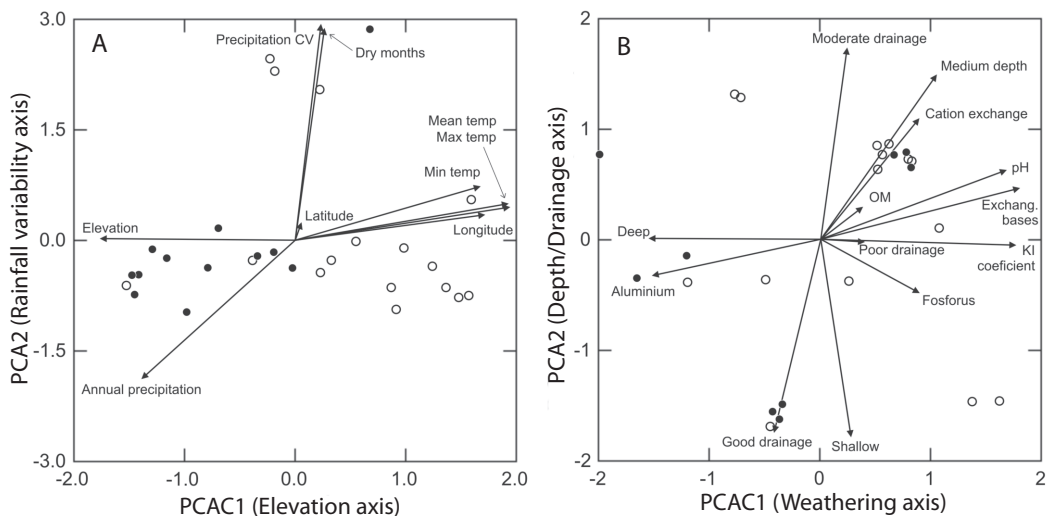 A
3.0
1.5
0.0
-1.5
-3.0
-2.0
-1.0
0.0
1.0
2.0
PCA2 (Rainfall variability axis)
PCAC1 (Elevation axis)
Precipitation CV
Dry months
Mean temp
Max temp
Min temp
Latitude
Longitude
Elevation
Annual precipitation
B
2
1
0
-1
-2
-2
-1
0
1
2
PCA2 (Depth/Drainage axis)
PCAC1 (Weathering axis)
Moderate drainage
Medium depth
Cation exchange
pH
OM
Exchang.
bases
Deep
Poor drainage
KI
coeficient
Aluminium
Fosforus
Good drainage
Shallow